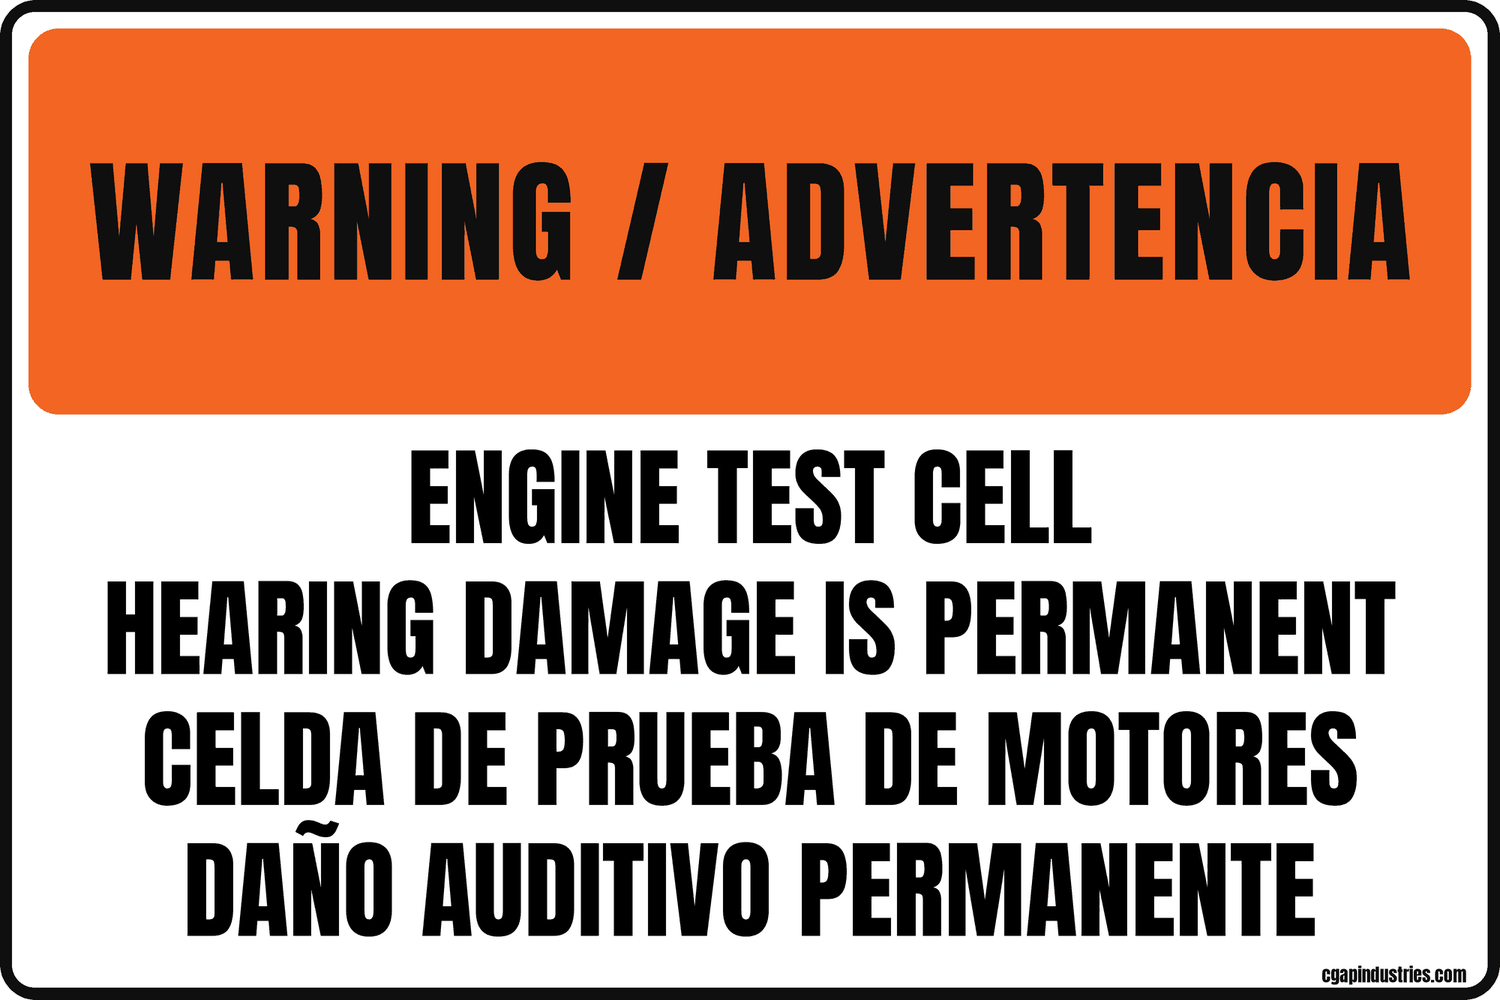 WARNING / ADVERTENCIA
ENGINE TEST CELL
HEARING DAMAGE IS PERMANENT
CELDA DE PRUEBA DE MOTORES
DAÑO AUDITIVO PERMANENTE
cgapindustries.com